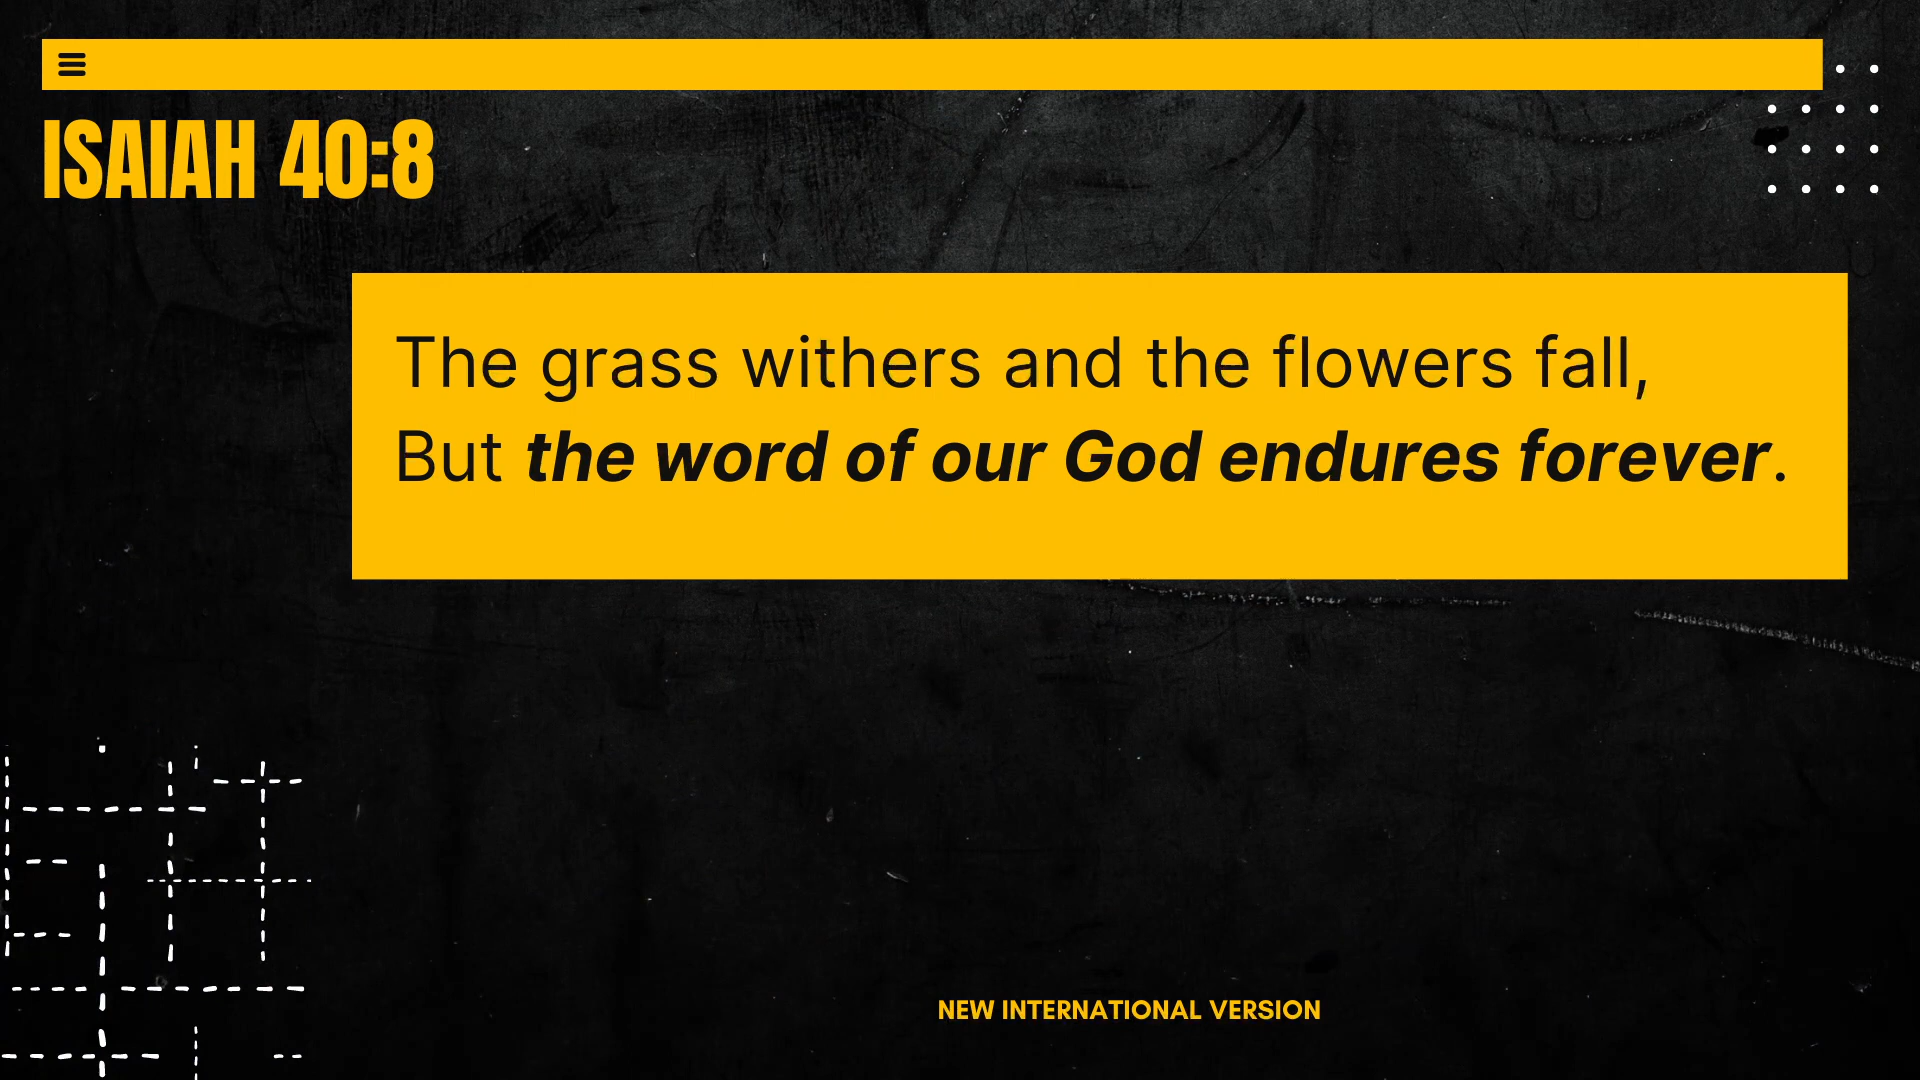 ISAIAH 40:8
The grass withers and the flowers fall,
But the word of our God endures forever.
NEW INTERNATIONAL VERSION